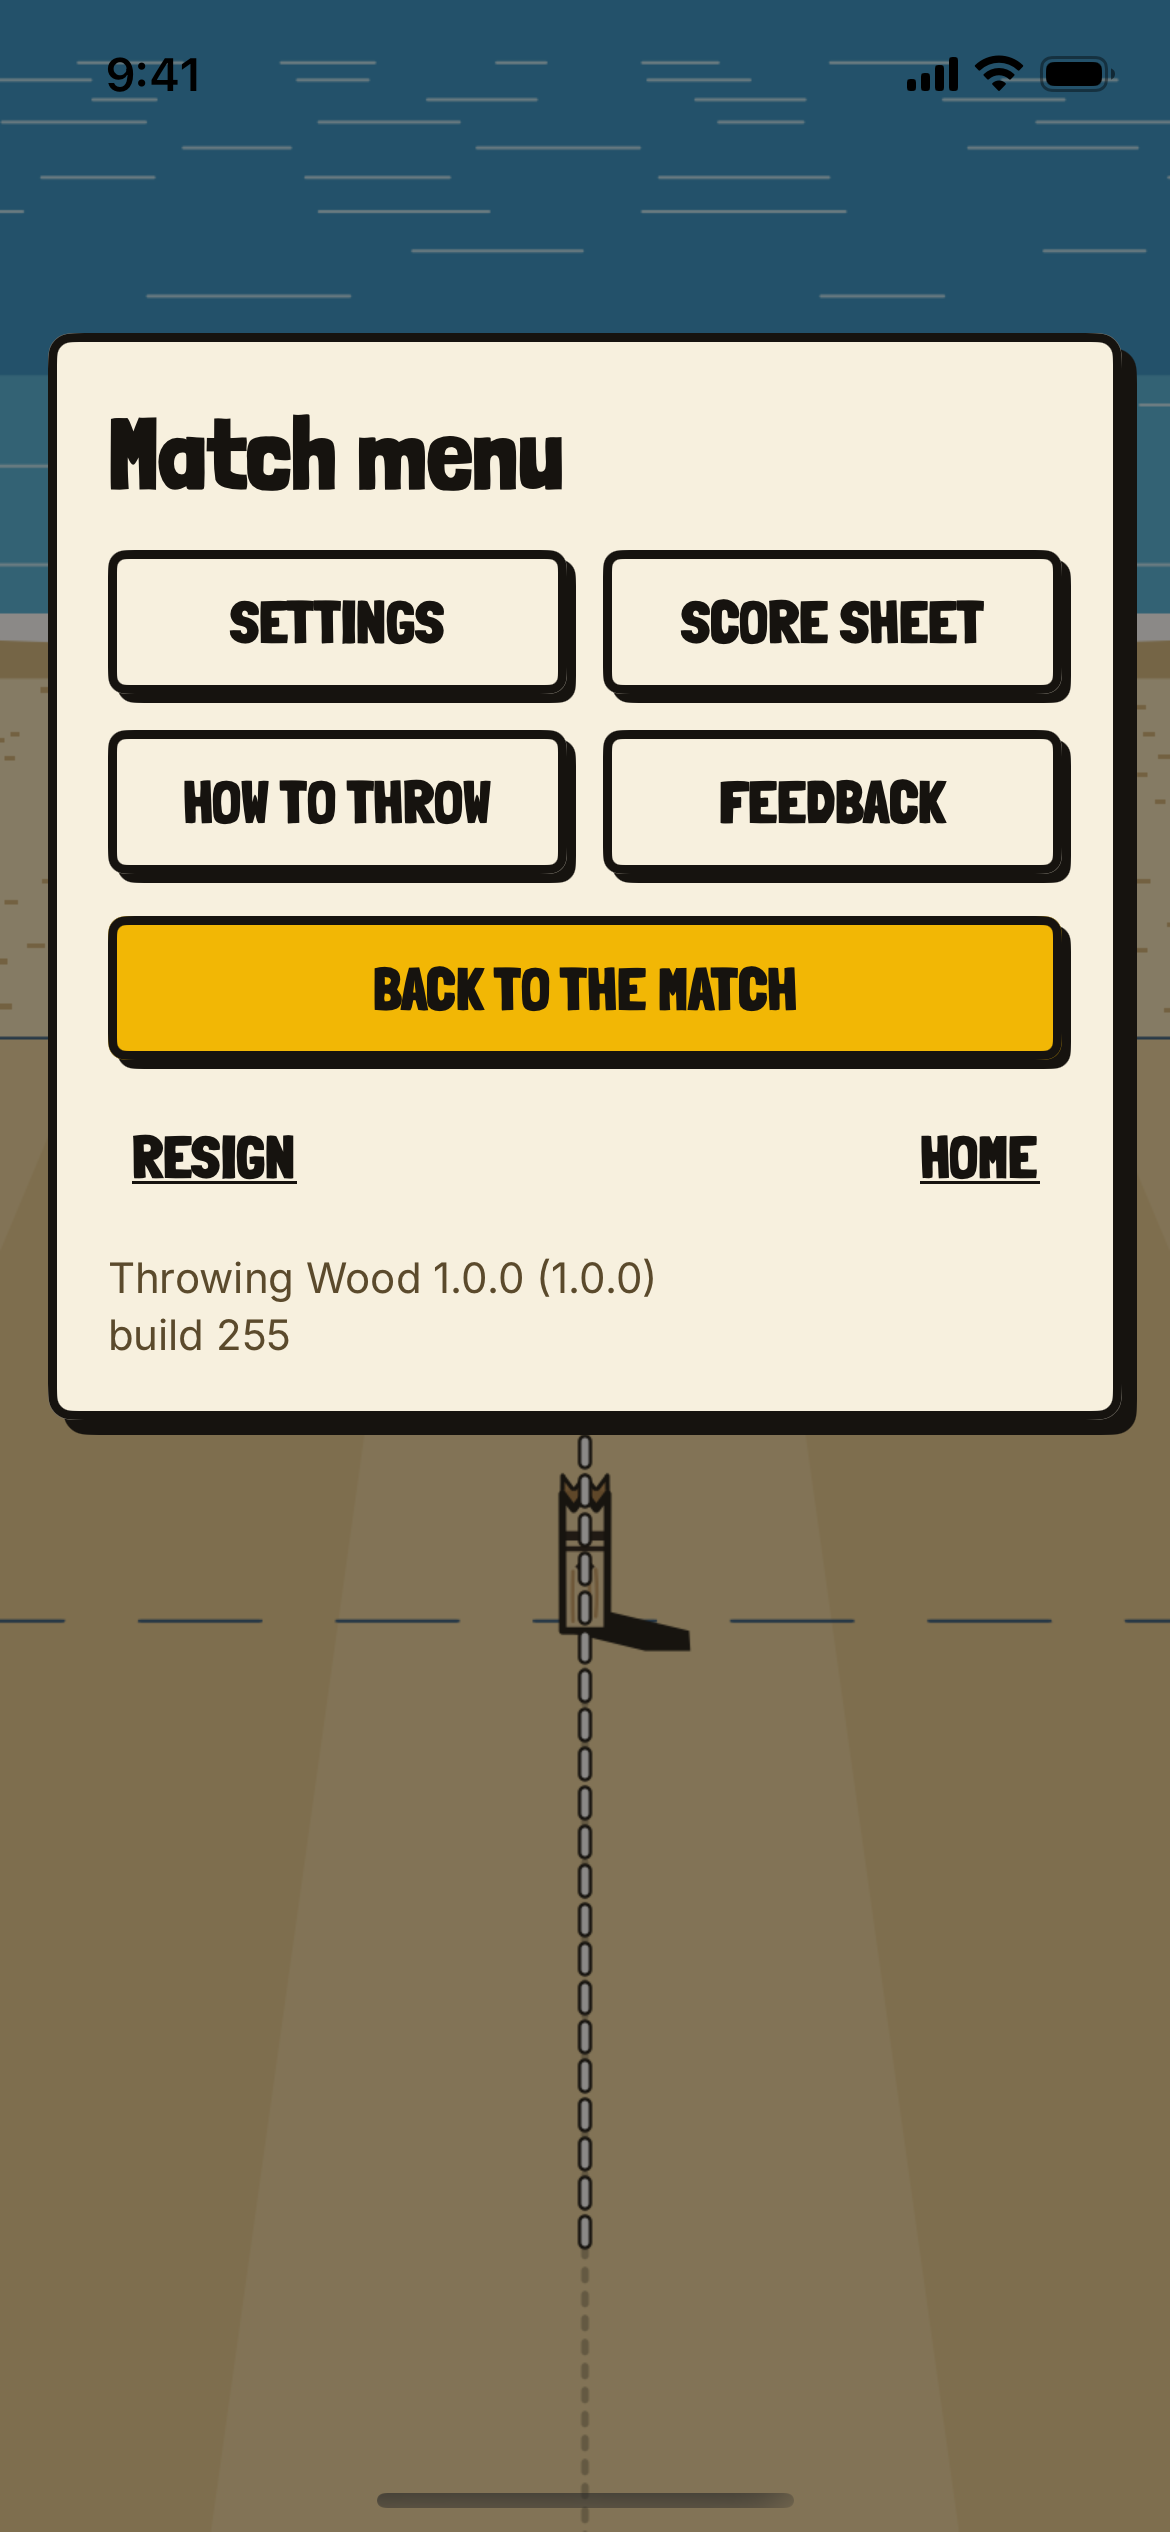 9:41
Match menu
SETTINGS
SCORE SHEET
HOW TO THROW
FEEDBACK
BACK TO THE MATCH
RESIGN
HOME
Throwing Wood 1.0.0 (1.0.0)
build 255